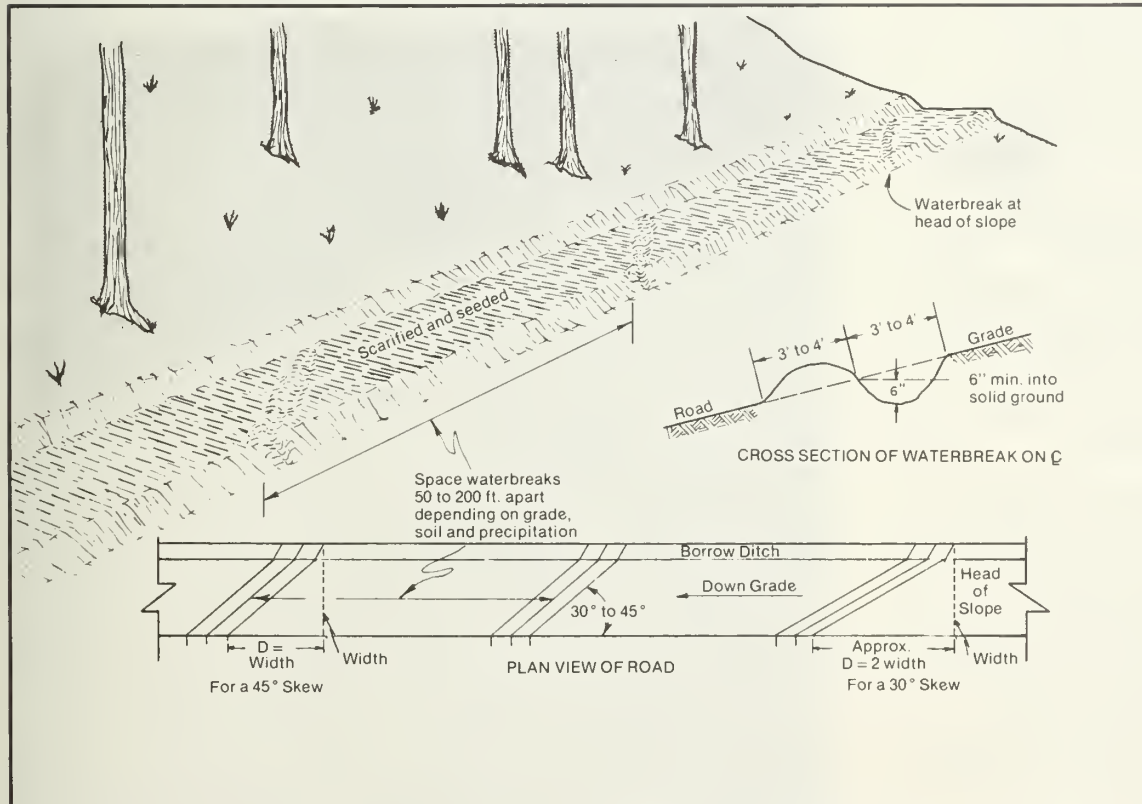 Waterbreak at
head of slope
Scarified and seeded
3' to 4'
3' to 4'
Grade
6"
6'' min. into
solid ground
Road
CROSS SECTION OF WATERBREAK ON ℄
Space waterbreaks
50 to 200 ft. apart
depending on grade,
soil and precipitation
Borrow Ditch
Down Grade
Head
of
Slope
30° to 45°
D =
Width
Width
For a 45° Skew
PLAN VIEW OF ROAD
Approx.
D = 2 width
Width
For a 30° Skew